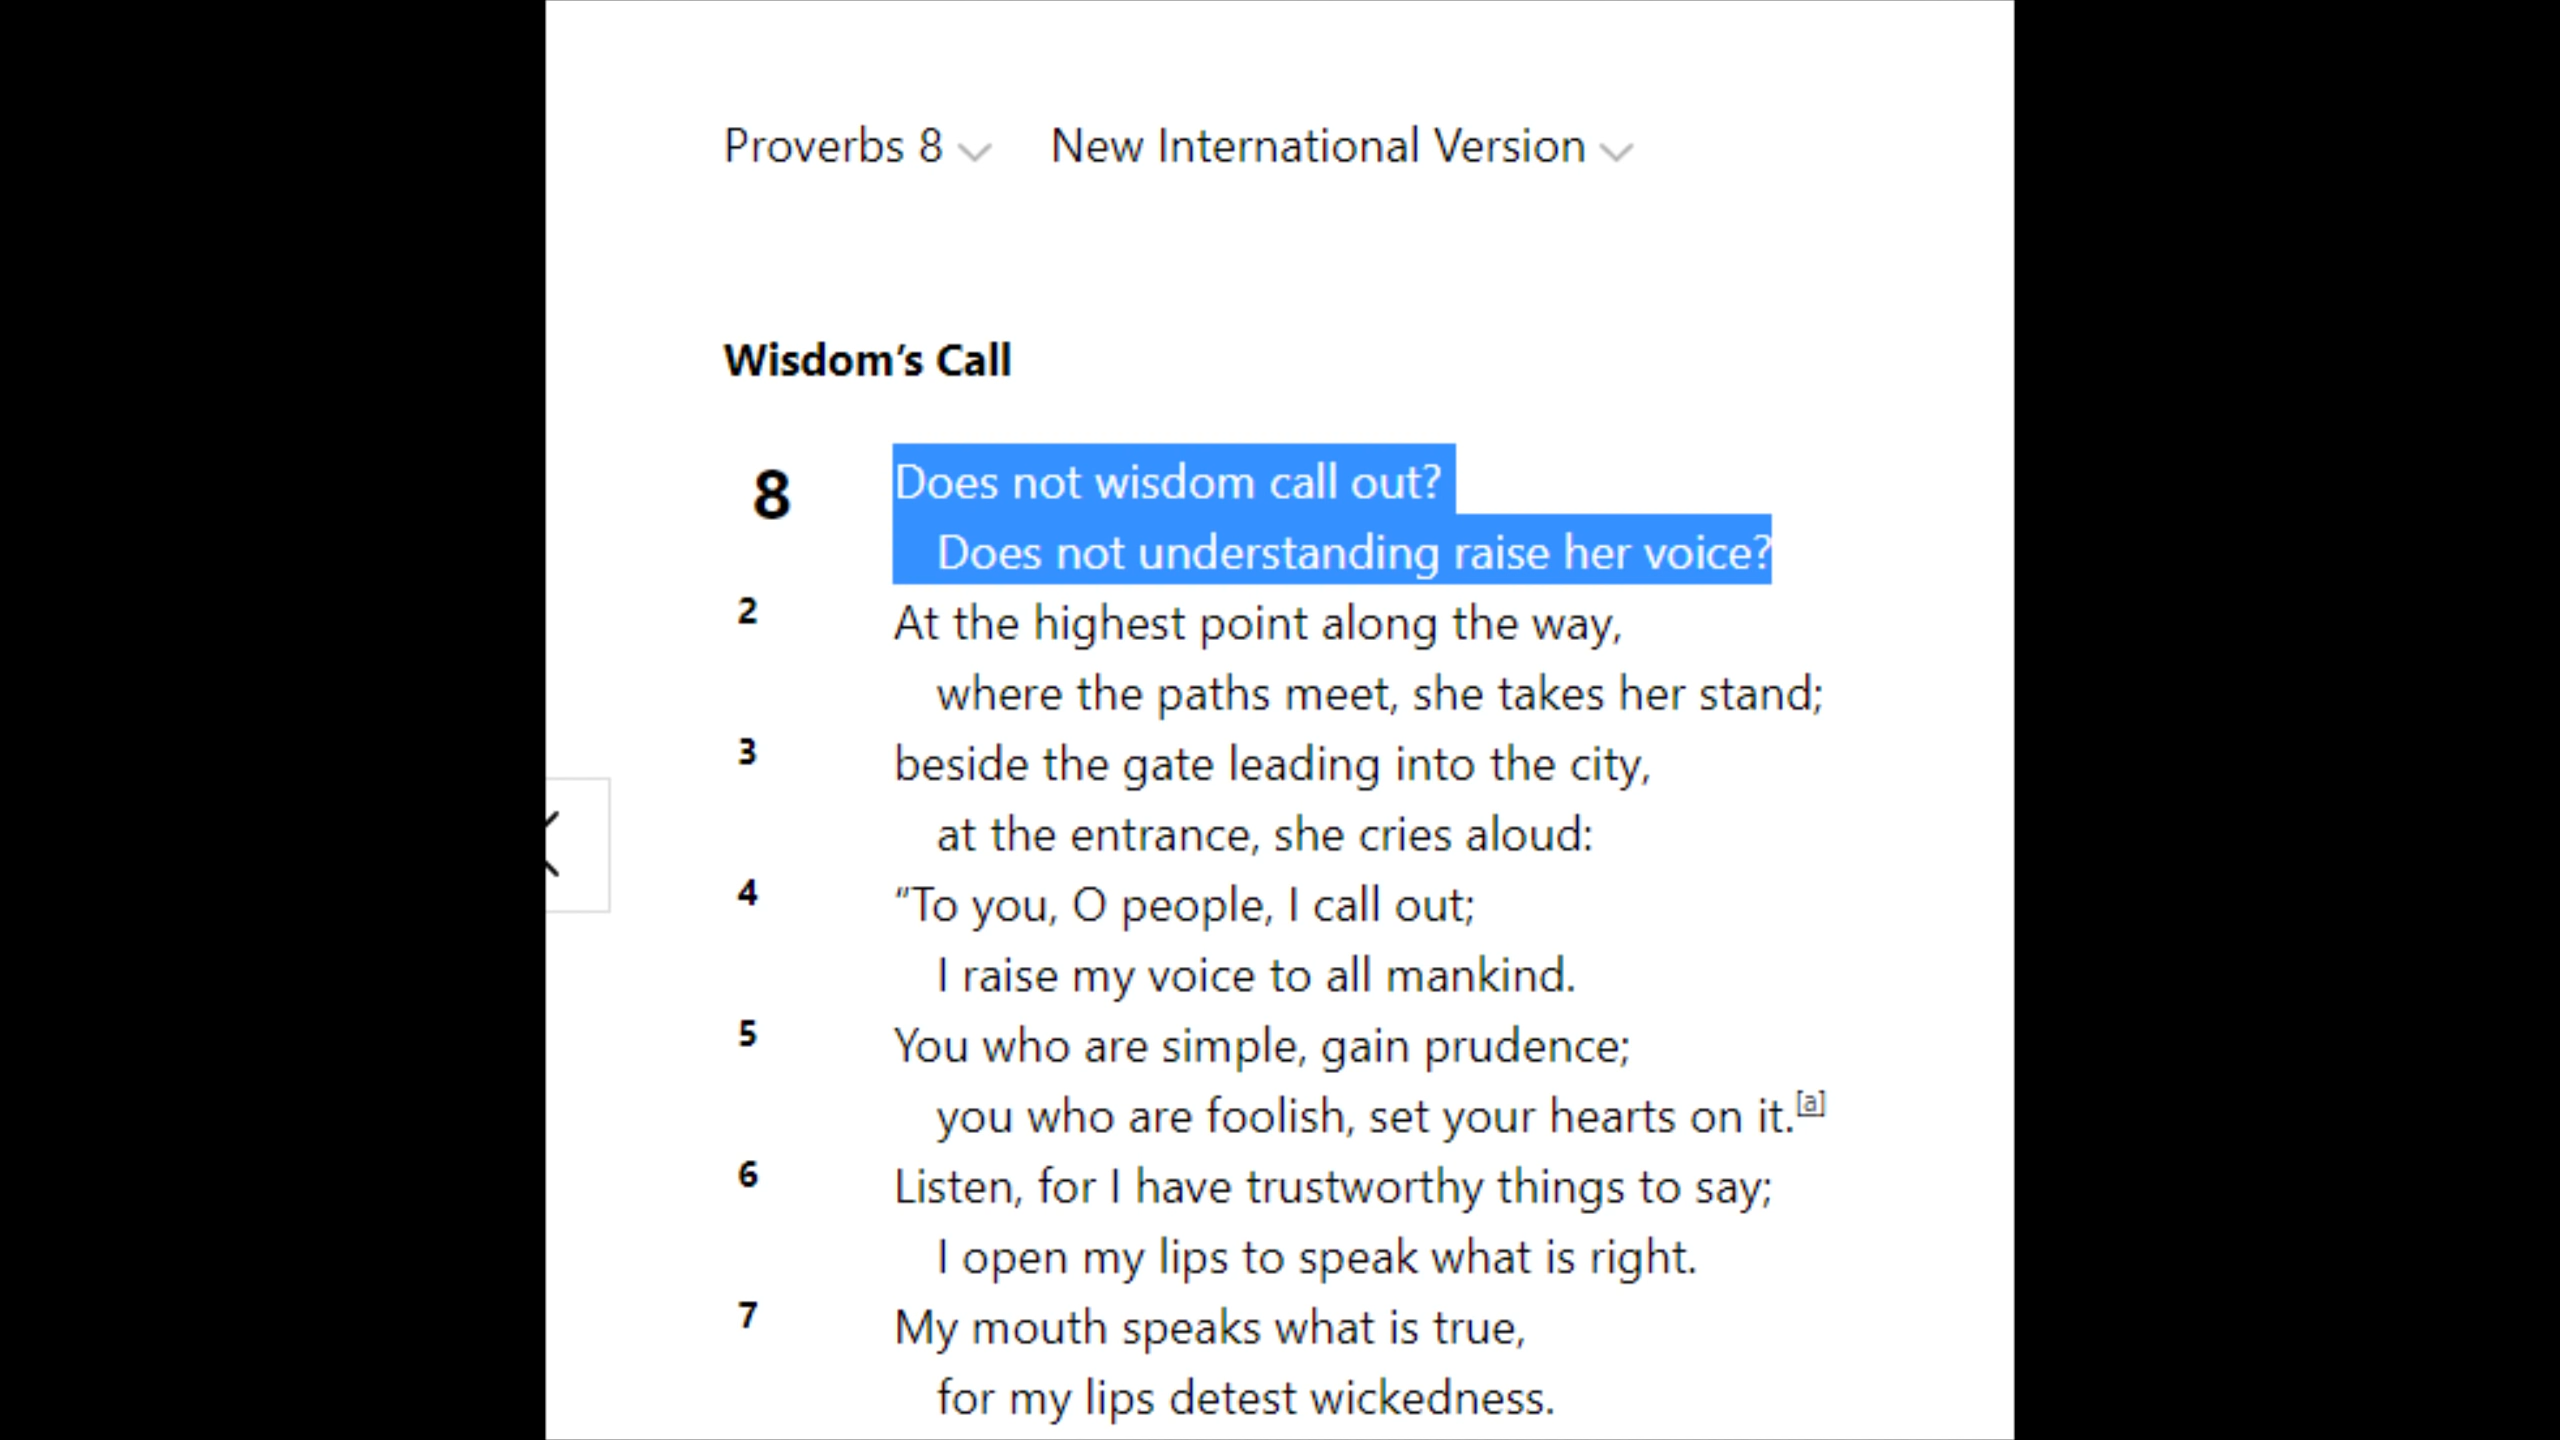 Proverbs 8 New International Version
Wisdom’s Call
8 Does not wisdom call out?
Does not understanding raise her voice?
2 At the highest point along the way,
where the paths meet, she takes her stand;
3 beside the gate leading into the city,
at the entrance, she cries aloud:
4 “To you, O people, I call out;
I raise my voice to all mankind.
5 You who are simple, gain prudence;
you who are foolish, set your hearts on it.[a]
6 Listen, for I have trustworthy things to say;
I open my lips to speak what is right.
7 My mouth speaks what is true,
for my lips detest wickedness.